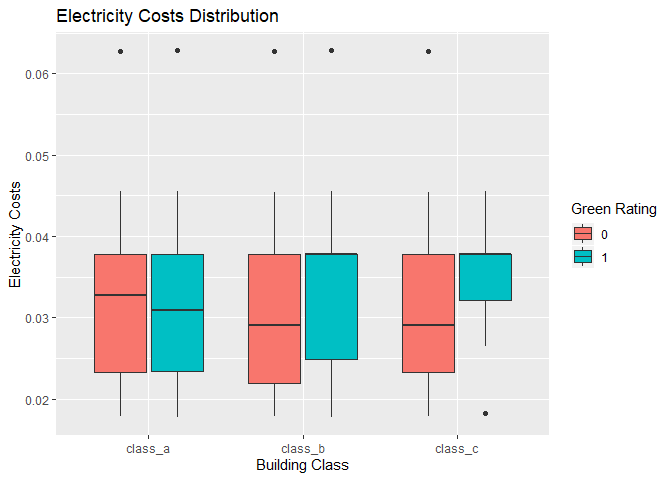 Electricity Costs Distribution
Electricity Costs
0.06
0.05
0.04
0.03
0.02
class_a
class_b
class_c
Building Class
Green Rating
0
1